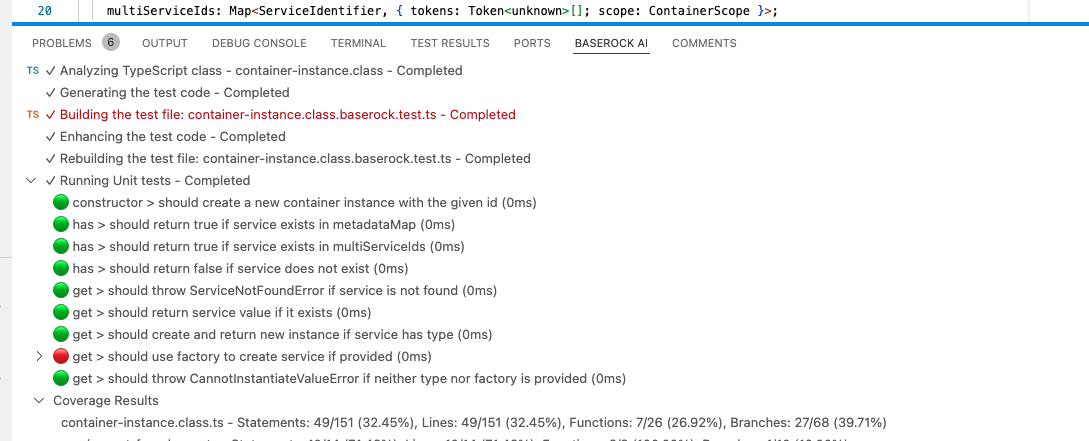 20 multiServiceIds: Map<ServiceIdentifier, { tokens: Token<unknown>[]; scope: ContainerScope }>;
PROBLEMS 6 OUTPUT DEBUG CONSOLE TERMINAL TEST RESULTS PORTS BASEROCK AI COMMENTS
TS ✓ Analyzing TypeScript class - container-instance.class - Completed
✓ Generating the test code - Completed
TS ✓ Building the test file: container-instance.class.baserock.test.ts - Completed
✓ Enhancing the test code - Completed
✓ Rebuilding the test file: container-instance.class.baserock.test.ts - Completed
✓ Running Unit tests - Completed
constructor > should create a new container instance with the given id (0ms)
has > should return true if service exists in metadataMap (0ms)
has > should return true if service exists in multiServiceIds (0ms)
has > should return false if service does not exist (0ms)
get > should throw ServiceNotFoundError if service is not found (0ms)
get > should return service value if it exists (0ms)
get > should create and return new instance if service has type (0ms)
get > should use factory to create service if provided (0ms)
get > should throw CannotInstantiateValueError if neither type nor factory is provided (0ms)
Coverage Results
container-instance.class.ts - Statements: 49/151 (32.45%), Lines: 49/151 (32.45%), Functions: 7/26 (26.92%), Branches: 27/68 (39.71%)